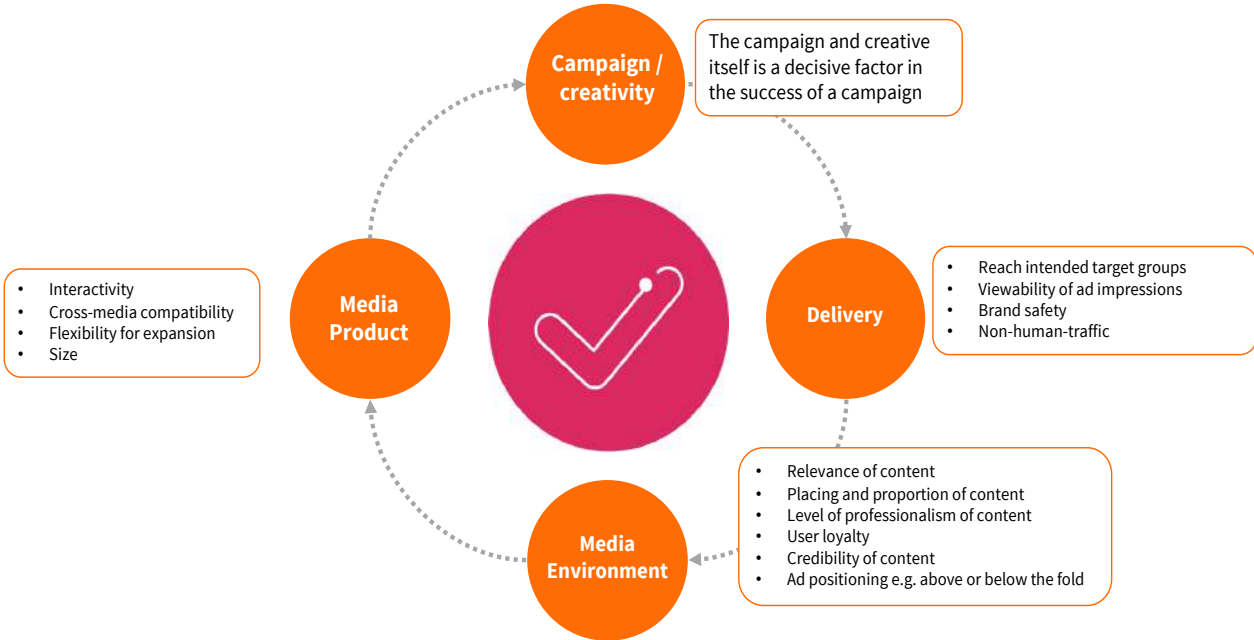 Campaign /
creativity
The campaign and creative
itself is a decisive factor in
the success of a campaign
• Interactivity
• Cross-media compatibility
• Flexibility for expansion
• Size
Media
Product
Delivery
• Reach intended target groups
• Viewability of ad impressions
• Brand safety
• Non-human-traffic
Media
Environment
• Relevance of content
• Placing and proportion of content
• Level of professionalism of content
• User loyalty
• Credibility of content
• Ad positioning e.g. above or below the fold